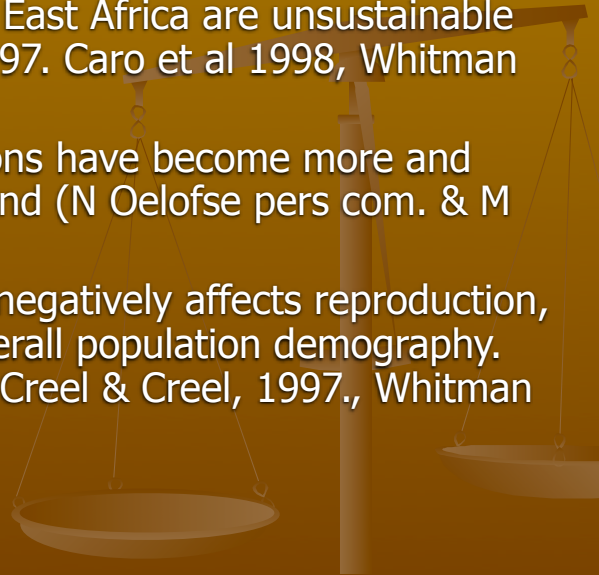 East Africa are unsustainable
97. Caro et al 1998, Whitman
ons have become more and
nd (N Oelofse pers com. & M
negatively affects reproduction,
erall population demography.
Creel & Creel, 1997., Whitman